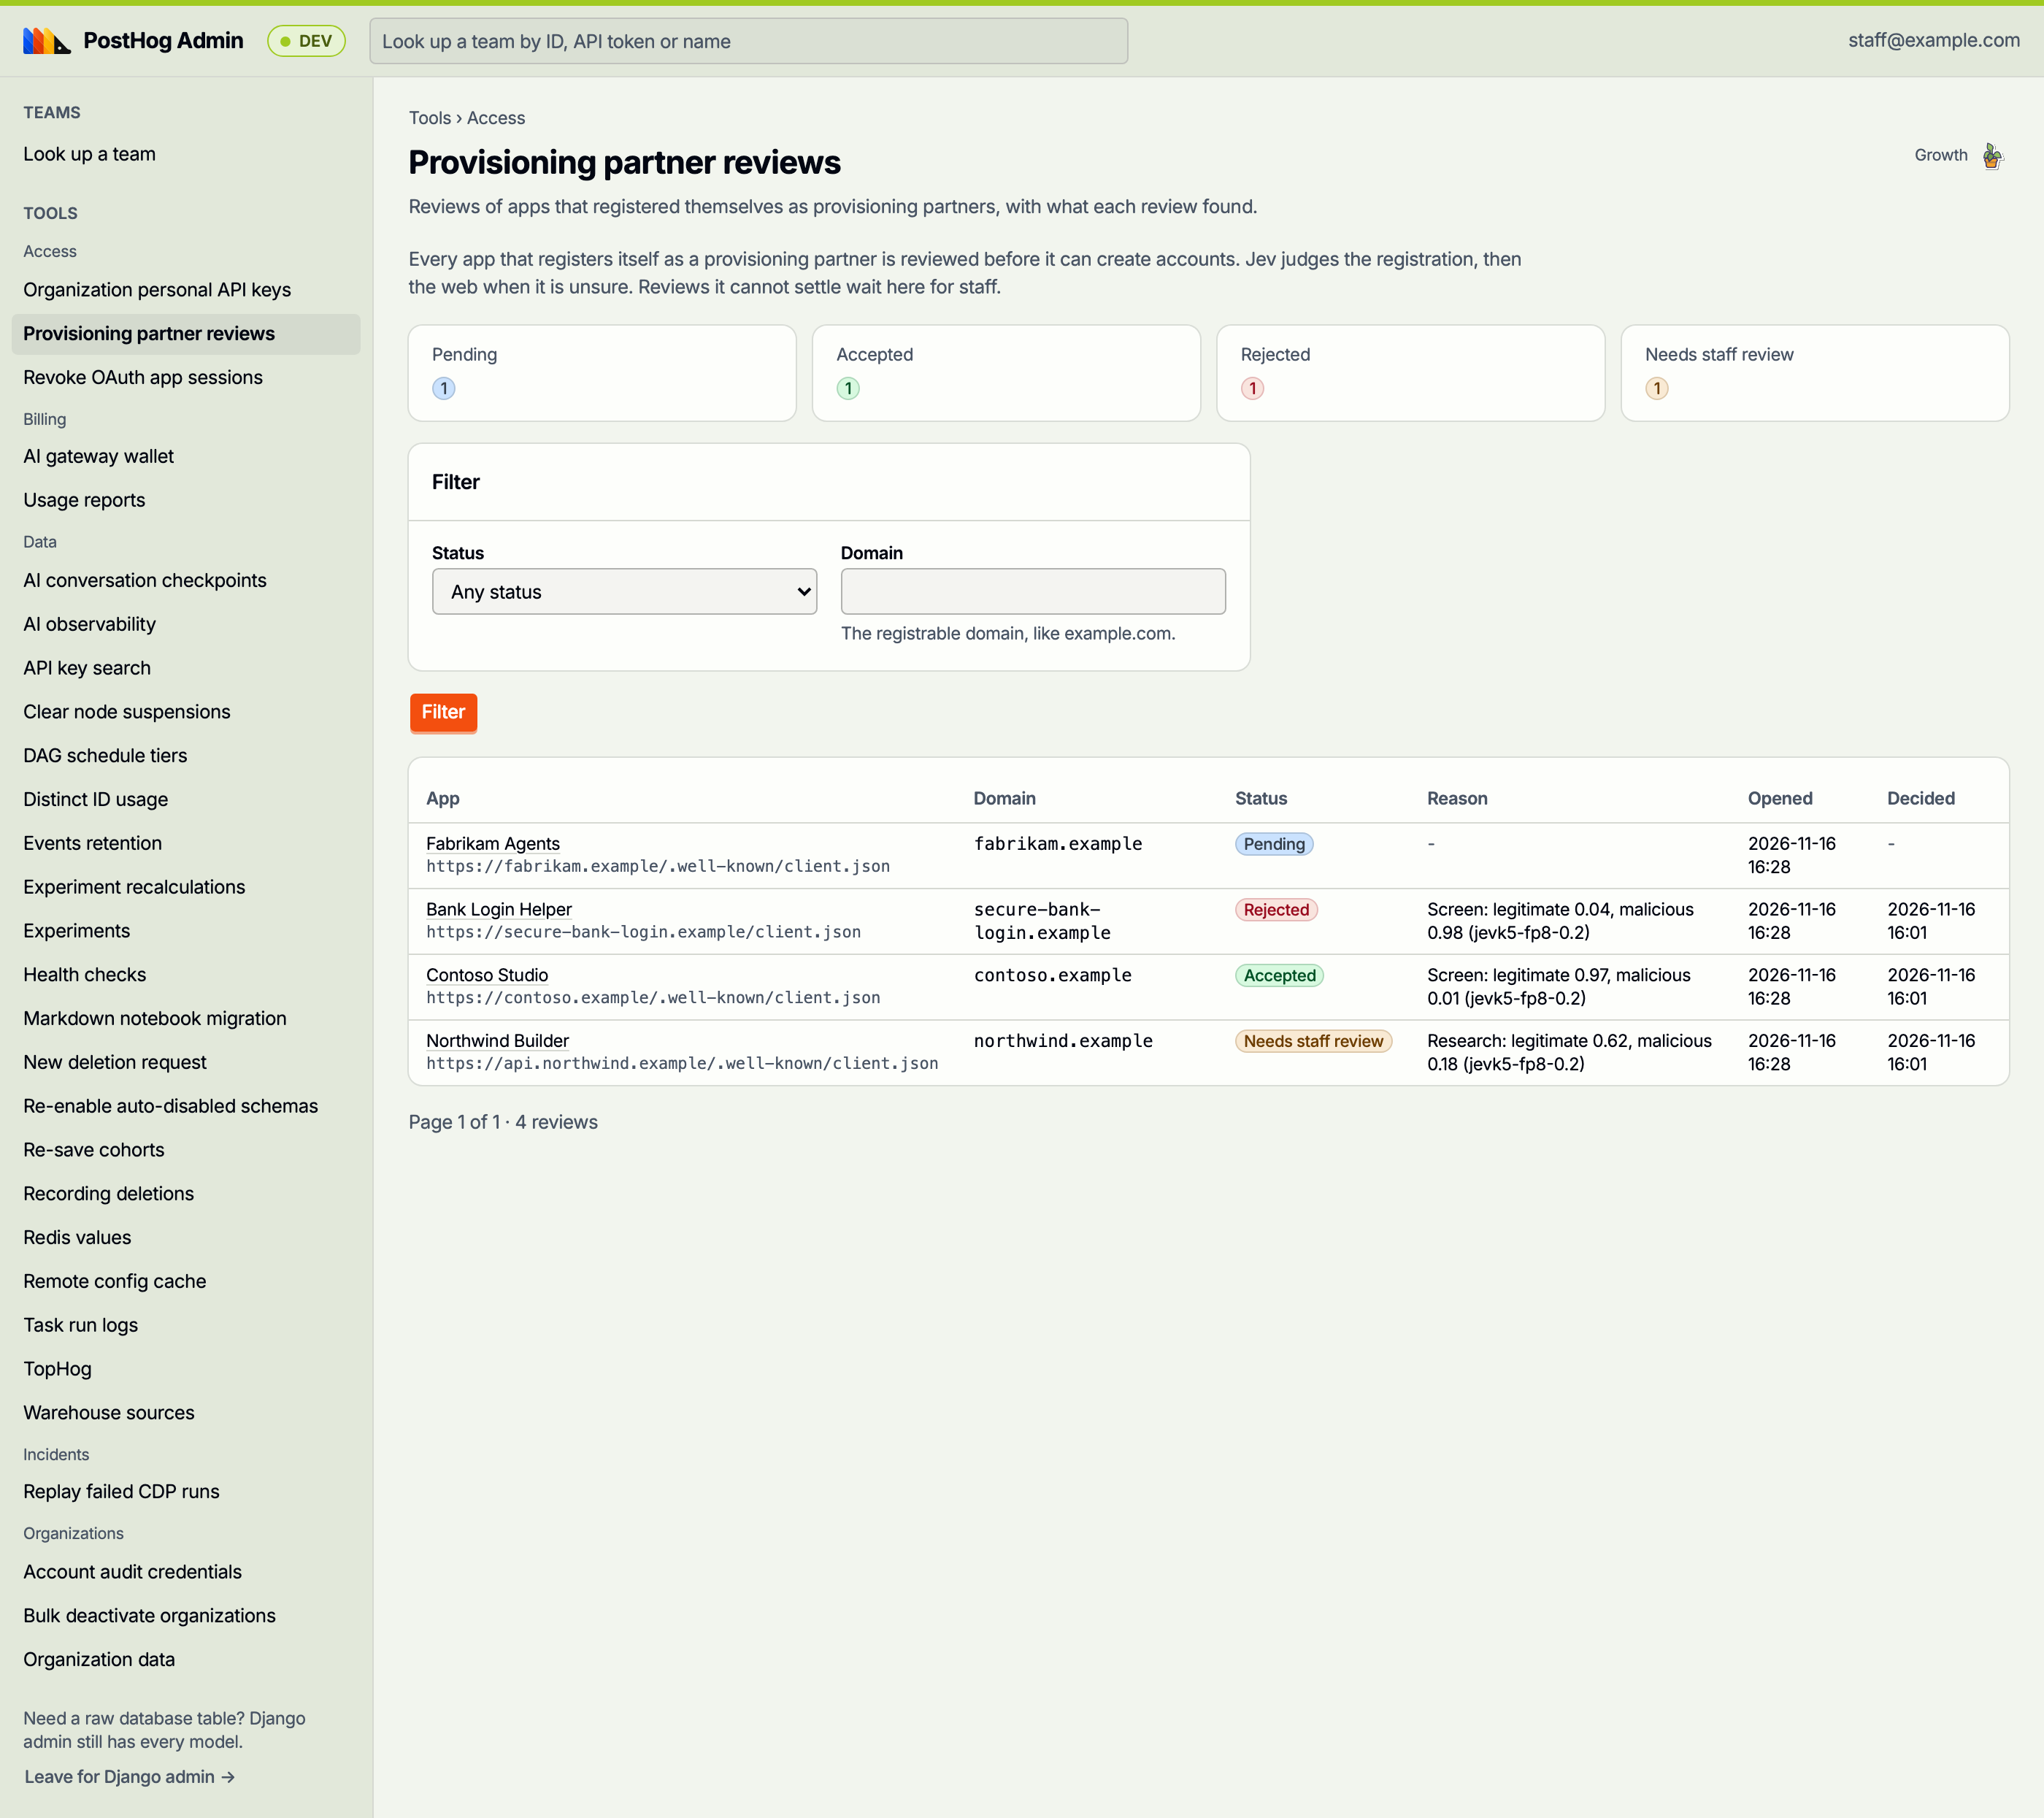 PostHog Admin
DEV
Look up a team by ID, API token or name
staff@example.com
TEAMS
Look up a team
TOOLS
Access
Organization personal API keys
Provisioning partner reviews
Revoke OAuth app sessions
Billing
AI gateway wallet
Usage reports
Data
AI conversation checkpoints
AI observability
API key search
Clear node suspensions
DAG schedule tiers
Distinct ID usage
Events retention
Experiment recalculations
Experiments
Health checks
Markdown notebook migration
New deletion request
Re-enable auto-disabled schemas
Re-save cohorts
Recording deletions
Redis values
Remote config cache
Task run logs
TopHog
Warehouse sources
Incidents
Replay failed CDP runs
Organizations
Account audit credentials
Bulk deactivate organizations
Organization data
Need a raw database table? Django
admin still has every model.
Leave for Django admin →
Tools › Access
Provisioning partner reviews
Growth
Reviews of apps that registered themselves as provisioning partners, with what each review found.
Every app that registers itself as a provisioning partner is reviewed before it can create accounts. Jev judges the registration, then
the web when it is unsure. Reviews it cannot settle wait here for staff.
Pending
1
Accepted
1
Rejected
1
Needs staff review
1
Filter
Status
Any status
Domain
The registrable domain, like example.com.
Filter
App Domain Status Reason Opened Decided
Fabrikam Agents
https://fabrikam.example/.well-known/client.json
fabrikam.example
Pending
-
2026-11-16
16:28
-
Bank Login Helper
https://secure-bank-login.example/client.json
secure-bank-
login.example
Rejected
Screen: legitimate 0.04, malicious
0.98 (jevk5-fp8-0.2)
2026-11-16
16:28
2026-11-16
16:01
Contoso Studio
https://contoso.example/.well-known/client.json
contoso.example
Accepted
Screen: legitimate 0.97, malicious
0.01 (jevk5-fp8-0.2)
2026-11-16
16:28
2026-11-16
16:01
Northwind Builder
https://api.northwind.example/.well-known/client.json
northwind.example
Needs staff review
Research: legitimate 0.62, malicious
0.18 (jevk5-fp8-0.2)
2026-11-16
16:28
2026-11-16
16:01
Page 1 of 1 · 4 reviews